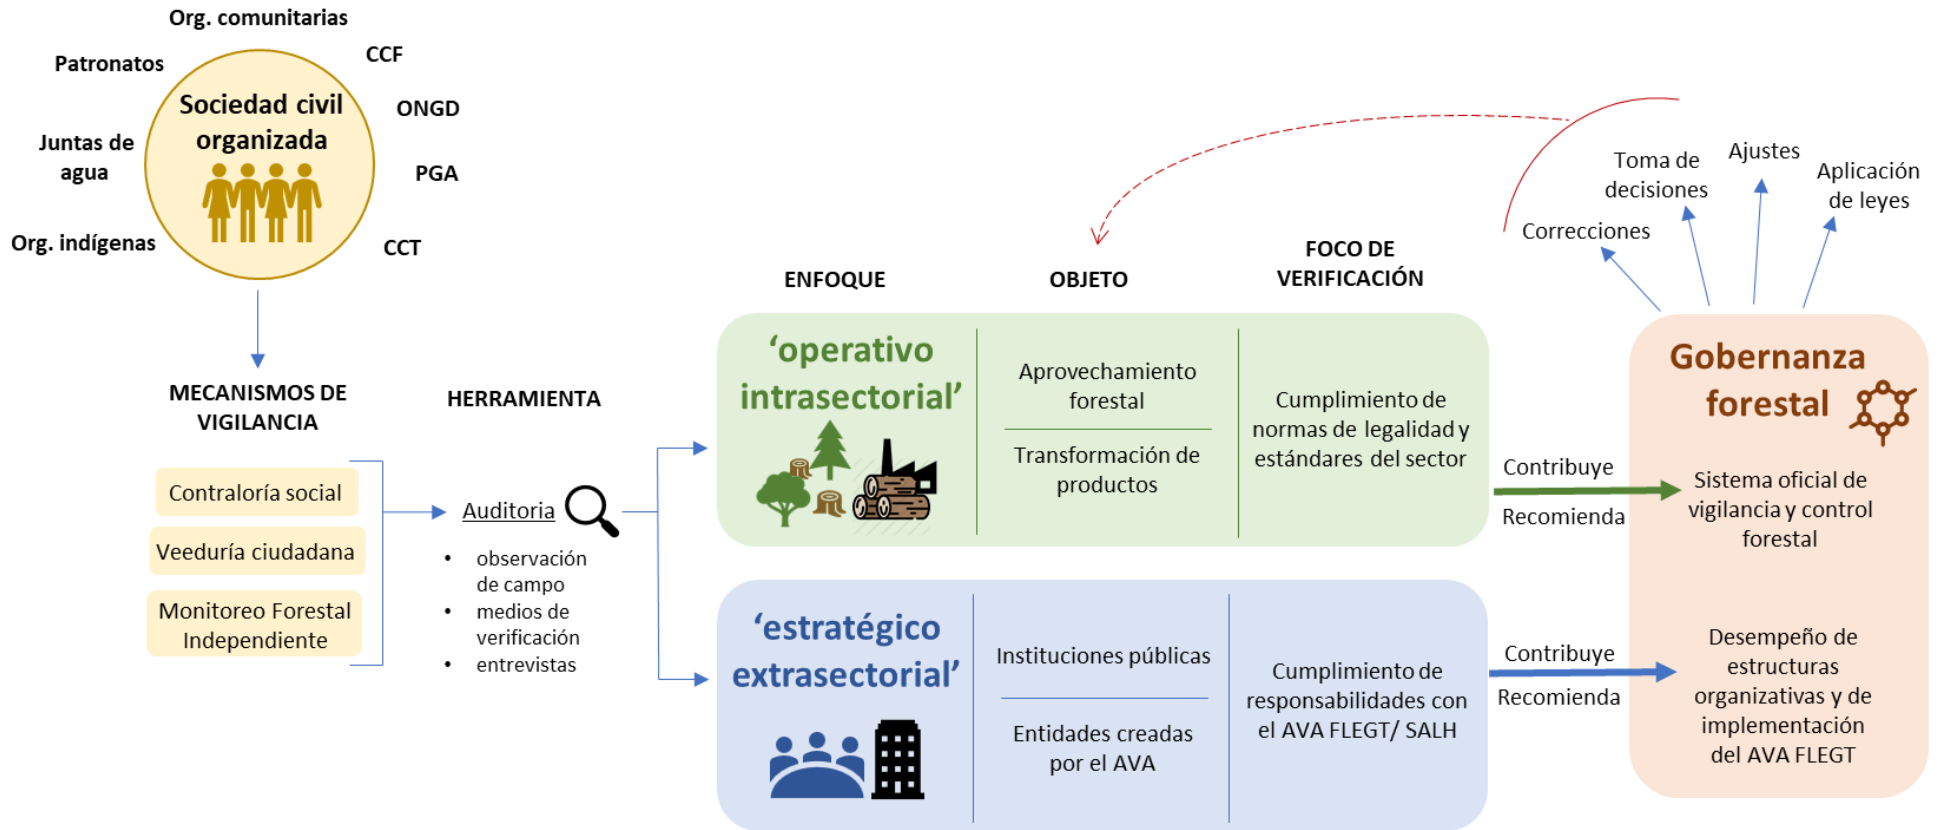 Org. comunitarias
Patronatos
CCF
Sociedad civil
organizada
ONGD
Juntas de
agua
PGA
Org. indígenas
CCT
MECANISMOS DE
VIGILANCIA
Contraloría social
Veeduría ciudadana
Monitoreo Forestal
Independiente
HERRAMIENTA
Auditoria
• observación
de campo
• medios de
verificación
• entrevistas
ENFOQUE
OBJETO
FOCO DE
VERIFICACIÓN
‘operativo
intrasectorial’
Aprovechamiento
forestal
Transformación de
productos
Cumplimiento de
normas de legalidad y
estándares del sector
‘estratégico
extrasectorial’
Instituciones públicas
Entidades creadas
por el AVA
Cumplimiento de
responsabilidades con
el AVA FLEGT/ SALH
Contribuye
Recomienda
Contribuye
Recomienda
Correcciones
Toma de
decisiones
Ajustes
Aplicación
de leyes
Gobernanza
forestal
Sistema oficial de
vigilancia y control
forestal
Desempeño de
estructuras
organizativas y de
implementación
del AVA FLEGT